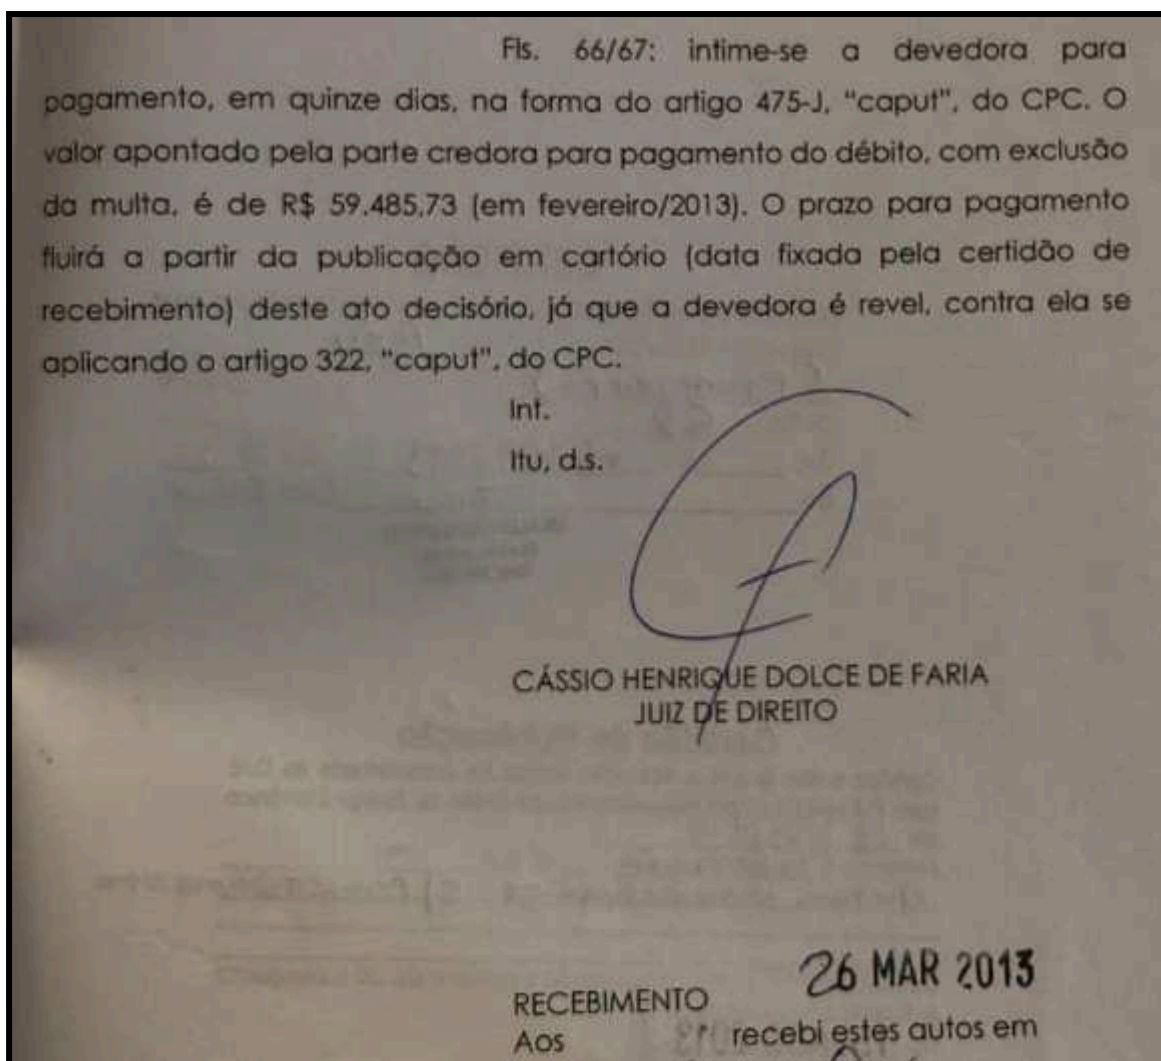 Fls. 66/67: intime-se a devedora para
pagamento, em quinze dias, na forma do artigo 475-J, "caput", do CPC. O
valor apontado pela parte credora para pagamento do débito, com exclusão
da multa, é de R$ 59.485,73 (em fevereiro/2013). O prazo para pagamento
fluirá a partir da publicação em cartório (data fixada pela certidão de
recebimento) deste ato decisório, já que a devedora é revel, contra ela se
aplicando o artigo 322, "caput", do CPC.
Int.
Itu, d.s.
CÁSSIO HENRIQUE DOLCE DE FARIA
JUIZ DE DIREITO
26 MAR 2013
RECEBIMENTO
Aos recebi estes autos em